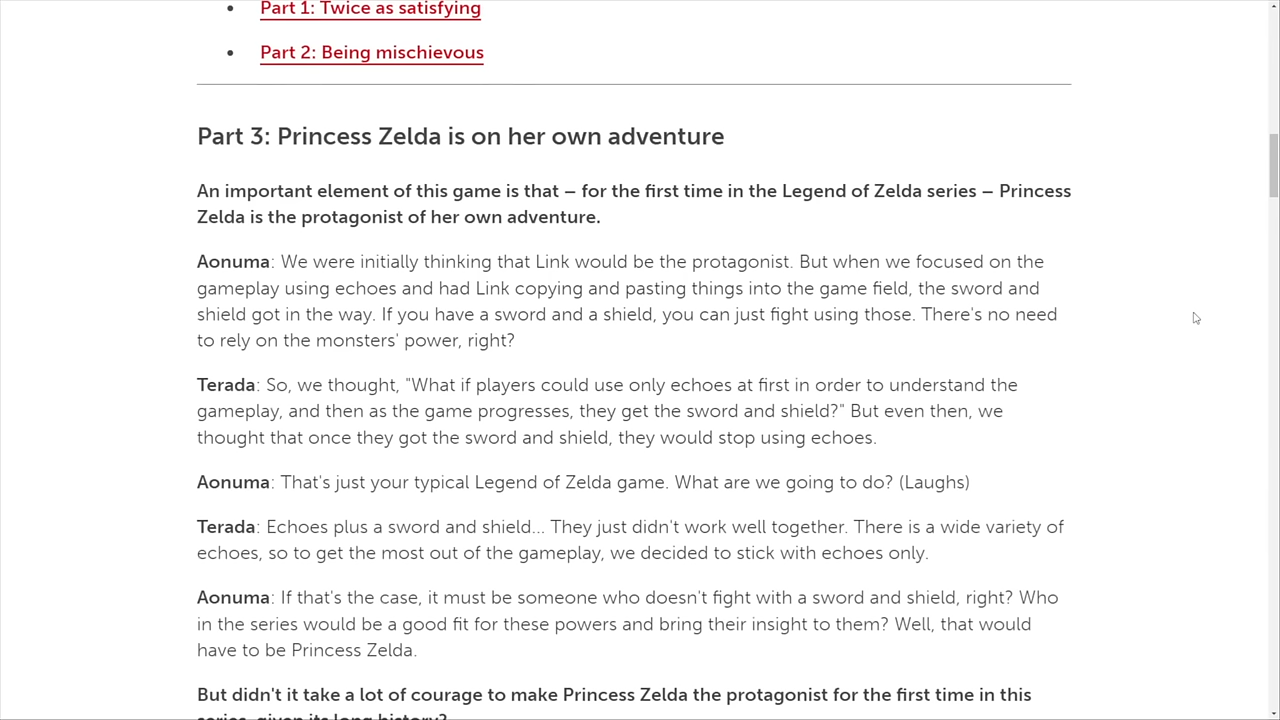 Part 1: Twice as satisfying
Part 2: Being mischievous
Part 3: Princess Zelda is on her own adventure
An important element of this game is that – for the first time in the Legend of Zelda series – Princess
Zelda is the protagonist of her own adventure.
Aonuma: We were initially thinking that Link would be the protagonist. But when we focused on the
gameplay using echoes and had Link copying and pasting things into the game field, the sword and
shield got in the way. If you have a sword and a shield, you can just fight using those. There's no need
to rely on the monsters' power, right?
Terada: So, we thought, "What if players could use only echoes at first in order to understand the
gameplay, and then as the game progresses, they get the sword and shield?" But even then, we
thought that once they got the sword and shield, they would stop using echoes.
Aonuma: That's just your typical Legend of Zelda game. What are we going to do? (Laughs)
Terada: Echoes plus a sword and shield... They just didn't work well together. There is a wide variety of
echoes, so to get the most out of the gameplay, we decided to stick with echoes only.
Aonuma: If that's the case, it must be someone who doesn't fight with a sword and shield, right? Who
in the series would be a good fit for these powers and bring their insight to them? Well, that would
have to be Princess Zelda.
But didn't it take a lot of courage to make Princess Zelda the protagonist for the first time in this
series, given its long history?